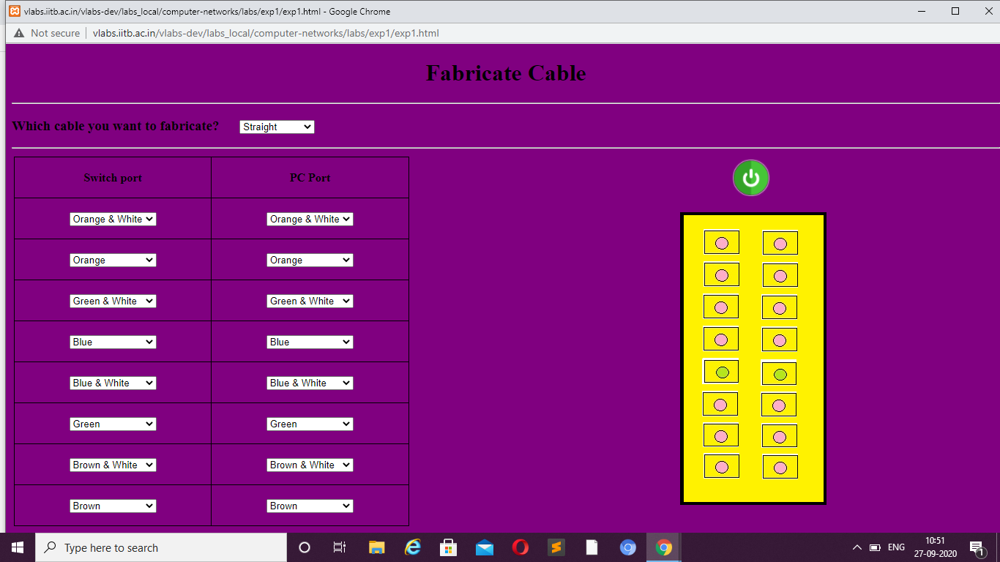 vlabs.iitb.ac.in/vlabs-dev/labs_local/computer-networks/labs/exp1/exp1.html - Google Chrome
Not secure vlabs.iitb.ac.in/vlabs-dev/labs_local/computer-networks/labs/exp1/exp1.html
Fabricate Cable
Which cable you want to fabricate? Straight
Switch port PC Port
Orange & White Orange & White
Orange Orange
Green & White Green & White
Blue Blue
Blue & White Blue & White
Green Green
Brown & White Brown & White
Brown Brown
Type here to search
ENG
10:51
27-09-2020
1